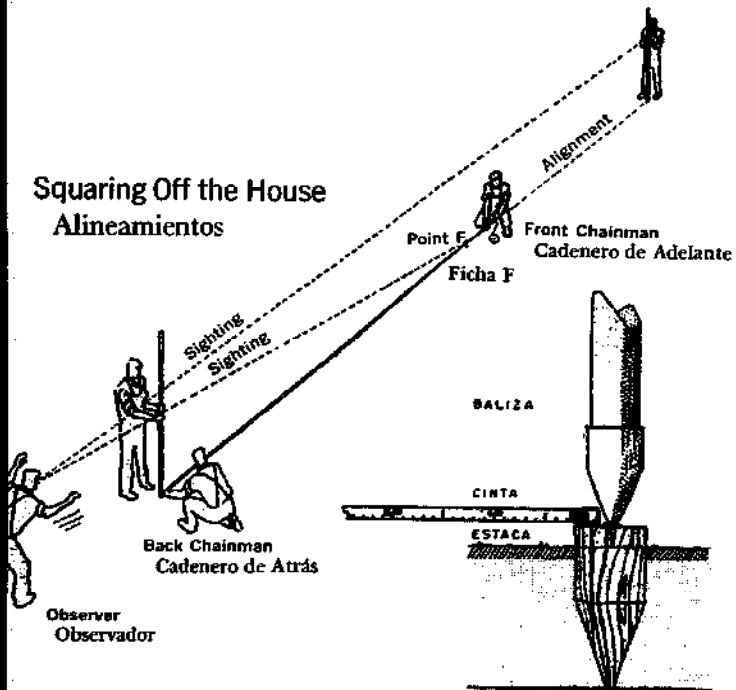 Squaring Off the House
Alineamientos
Sighting
Sighting
Alignment
Point F
Ficha F
Front Chainman
Cadenero de Adelante
Back Chainman
Cadenero de Atrás
Observer
Observador
BALIZA
CINTA
ESTACA